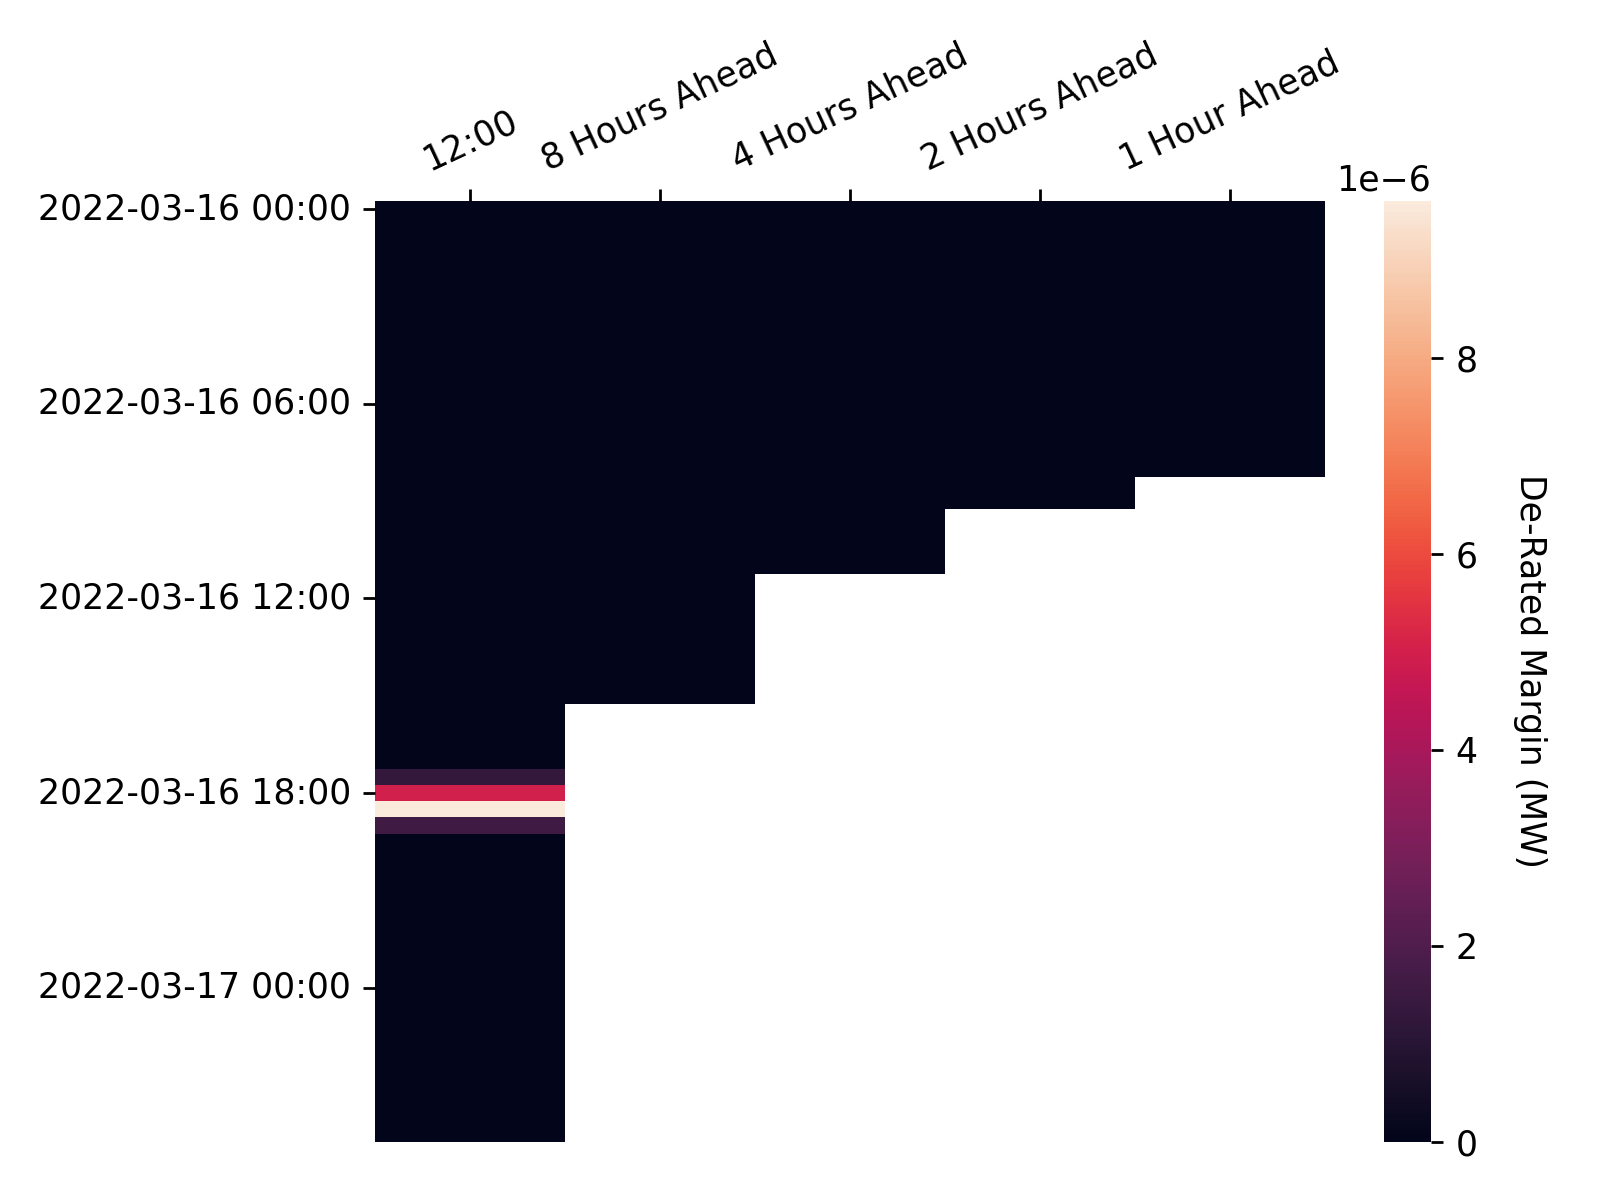 12:00
8 Hours Ahead
4 Hours Ahead
2 Hours Ahead
1 Hour Ahead
1e−6
2022-03-16 00:00
2022-03-16 06:00
2022-03-16 12:00
2022-03-16 18:00
2022-03-17 00:00
8
6
4
2
0
De-Rated Margin (MW)